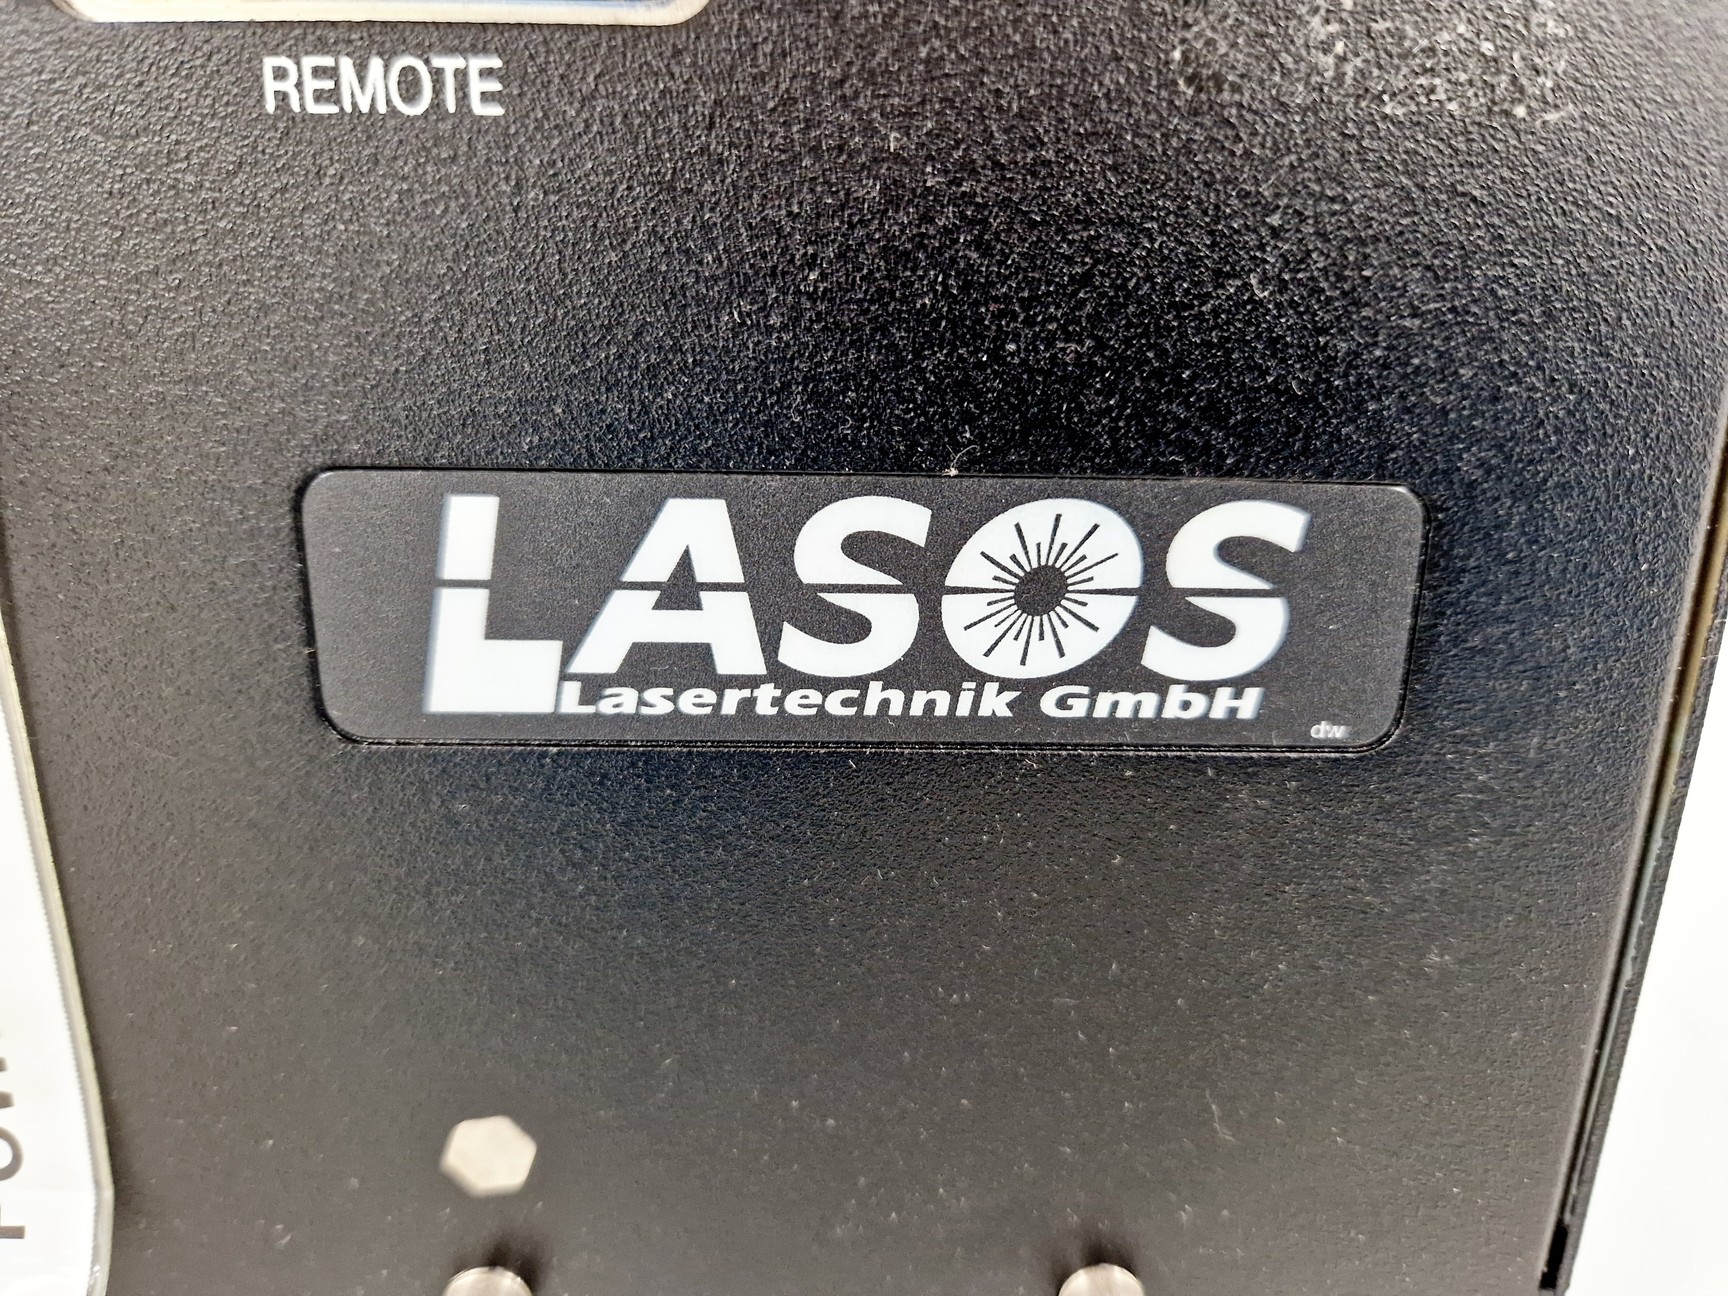 REMOTE
LASOS
Lasertechnik GmbH
dw